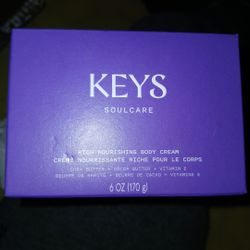 KEYS
SOULCARE
RICH NOURISHING BODY CREAM
CRÈME NOURRISSANTE RICHE POUR LE CORPS
SHEA BUTTER + COCOA BUTTER + VITAMIN E
BEURRE DE KARITÉ + BEURRE DE CACAO + VITAMINE E
6 OZ (170 g)